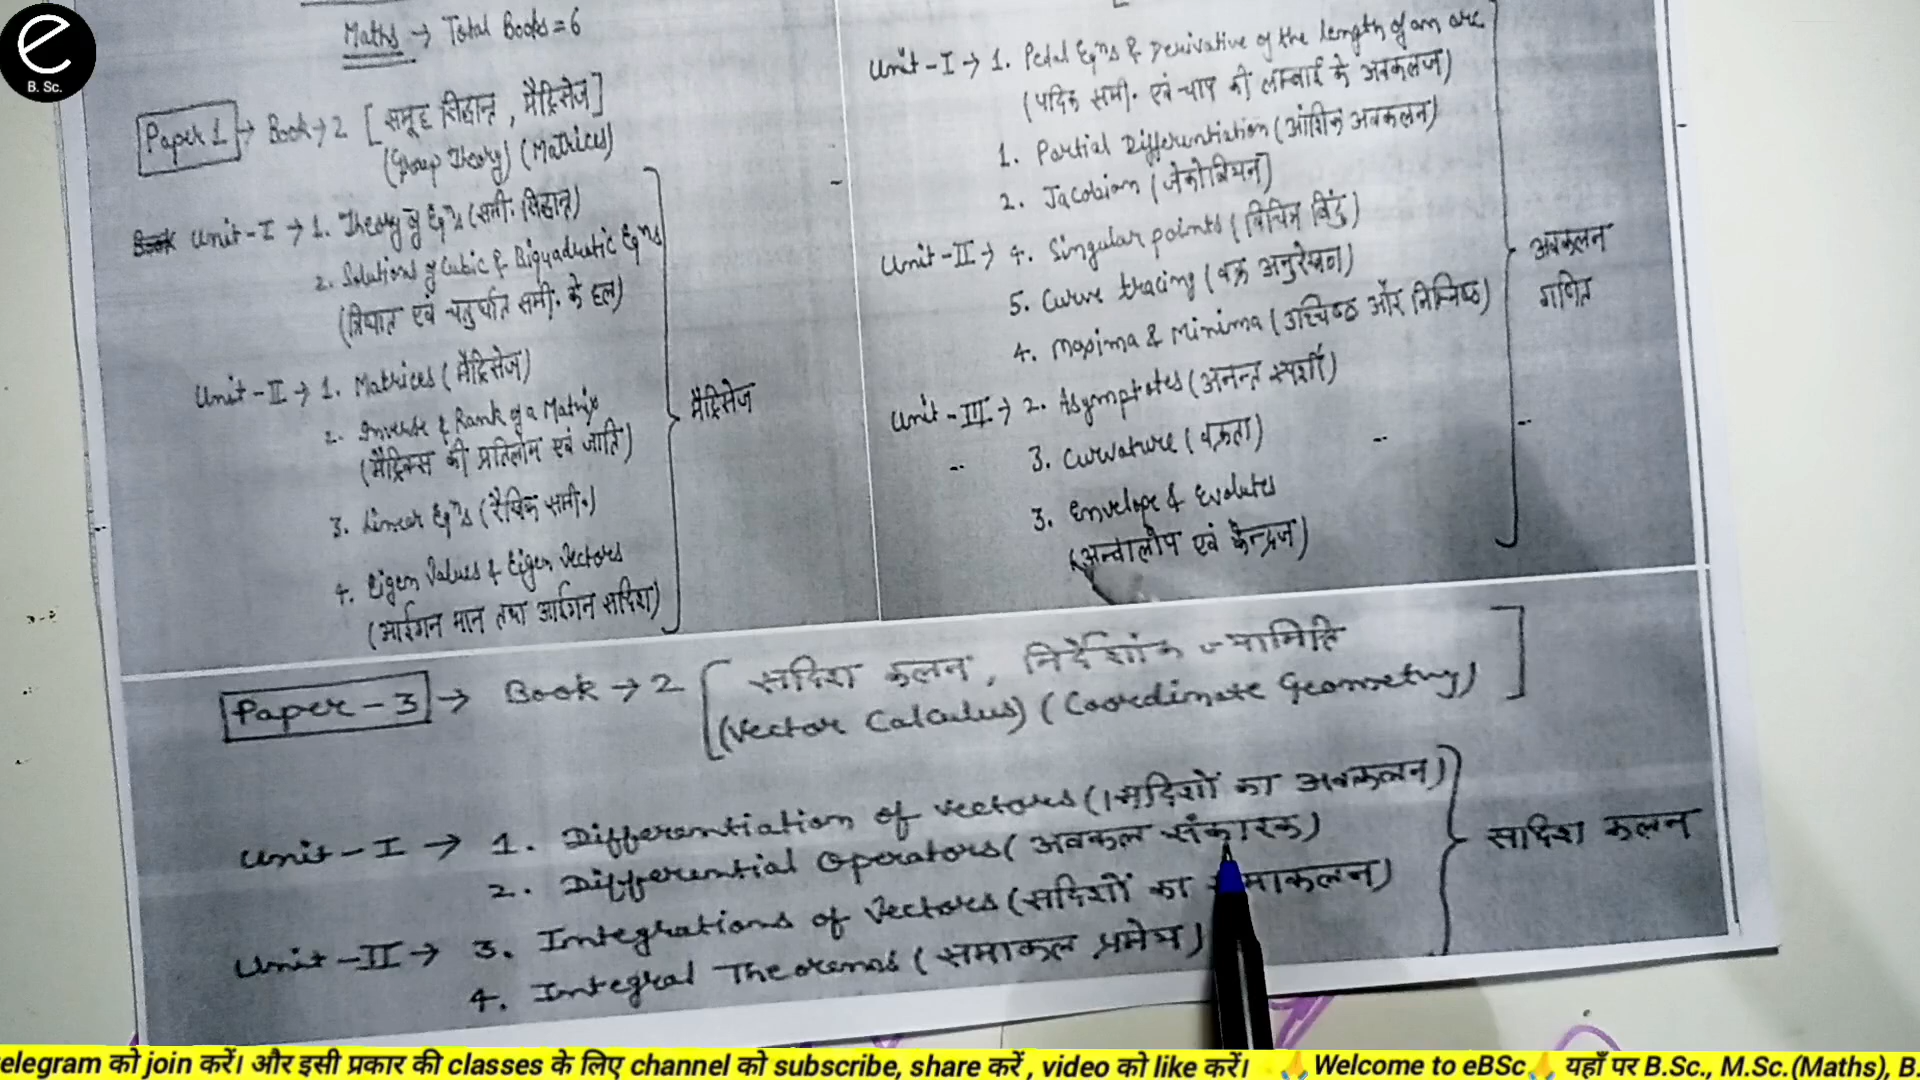 e
B. Sc.
Maths → Total Books = 6
Paper 1 → Book → 2 [समूह सिद्धान्त, मैट्रिसेज]
(Group Theory) (Matrices)
Unit-I → 1. Theory of Eqⁿs (समी. सिद्धान्त)
2. Solutions of Cubic & Biquadratic Eqⁿs
(त्रिघात एवं चतुर्घात समी. के हल)
Unit-II → 1. Matrices (मैट्रिसेज)
2. Inverse & Rank of a Matrix
(मैट्रिक्स की प्रतिलोम एवं जाति)
3. Linear Eqⁿs (रैखिक समी.)
4. Eigen Values & Eigen Vectors
(आईगन मान तथा आईगन सदिश)
मैट्रिसेज
Unit-I → 1. Pedal Eqⁿs & Derivative of the length of an arc
(पदिक समी. एवं चाप की लम्बाई के अवकलज)
1. Partial Differentiation (आंशिक अवकलन)
2. Jacobian (जेकोबियन)
Unit-II → 4. Singular points (विचित्र बिंदु)
5. Curve tracing (वक्र अनुरेखण)
4. Maxima & Minima (उच्चिष्ठ और निम्निष्ठ)
Unit-III → 2. Asymptotes (अनन्त स्पर्शी)
3. Curvature (वक्रता)
3. Envelope & Evolutes
(अन्वालोप एवं केन्द्रज)
अवकलन
गणित
Paper-3 → Book → 2 [सदिश कलन, निर्देशांक ज्यामिति
(Vector Calculus) (Coordinate Geometry)]
Unit-I → 1. Differentiation of vectors (सदिशों का अवकलन)
2. Differential Operators (अवकल संकारक)
Unit-II → 3. Integrations of Vectors (सदिशों का समाकलन)
4. Integral Theorems (समाकल प्रमेय)
सदिश कलन
elegram को join करें। और इसी प्रकार की classes के लिए channel को subscribe, share करें , video को like करें। 🙏Welcome to eBSc🙏 यहाँ पर B.Sc., M.Sc.(Maths), B.